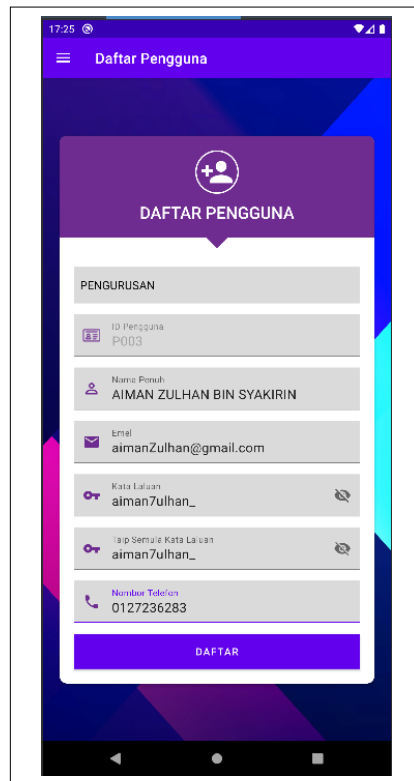 17:25
Daftar Pengguna
DAFTAR PENGGUNA
PENGURUSAN
ID Pengguna
P003
Nama Penuh
AIMAN ZULHAN BIN SYAKIRIN
Emel
aimanZulhan@gmail.com
Kata Laluan
aiman7ulhan_
Taip Semula Kata Laluan
aiman7ulhan_
Nombor Telefon
0127236283
DAFTAR